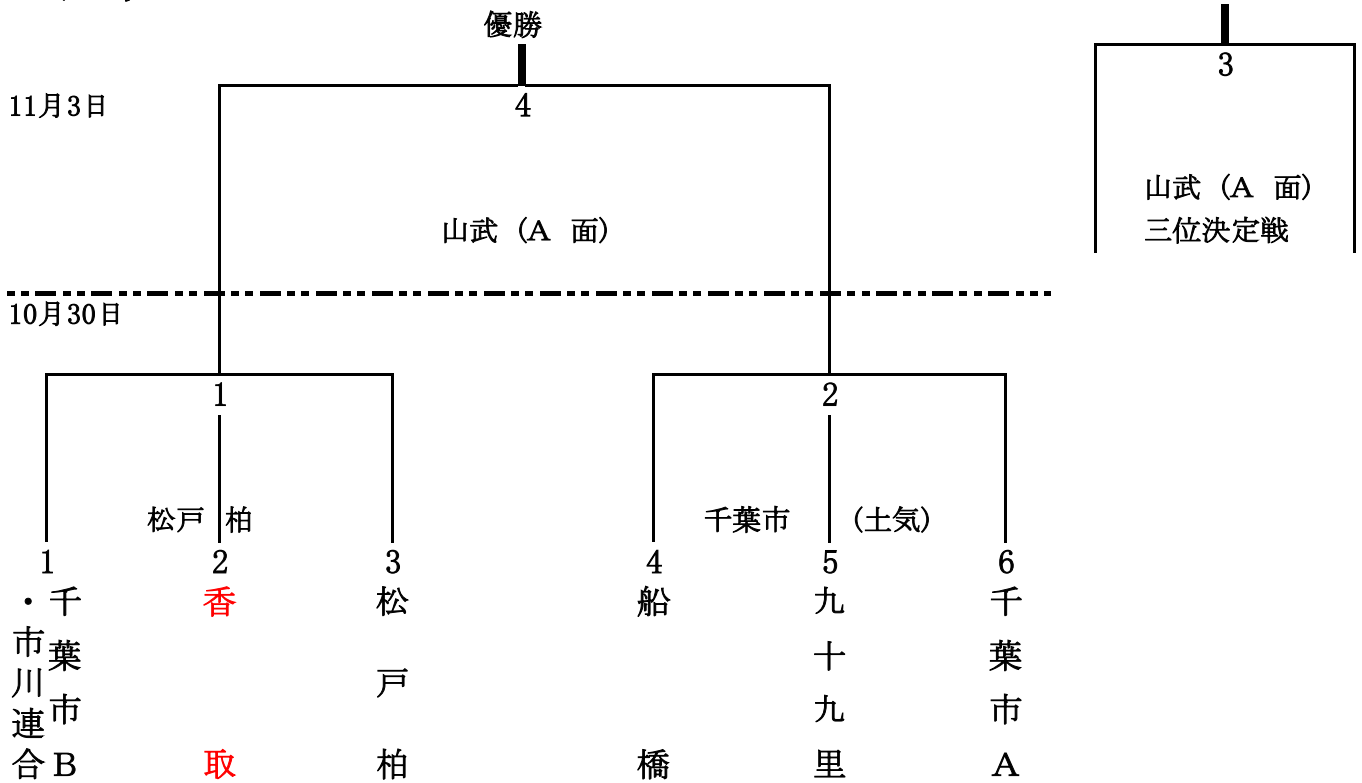 優勝
3
11月3日
4
山武（A 面）
三位決定戦
山武（A 面）
10月30日
1
2
松戸 柏
千葉市 （土気）
1
千葉市B
・市川連合
2
香取
3
松戸柏
4
船橋
5
九十九里
6
千葉市A